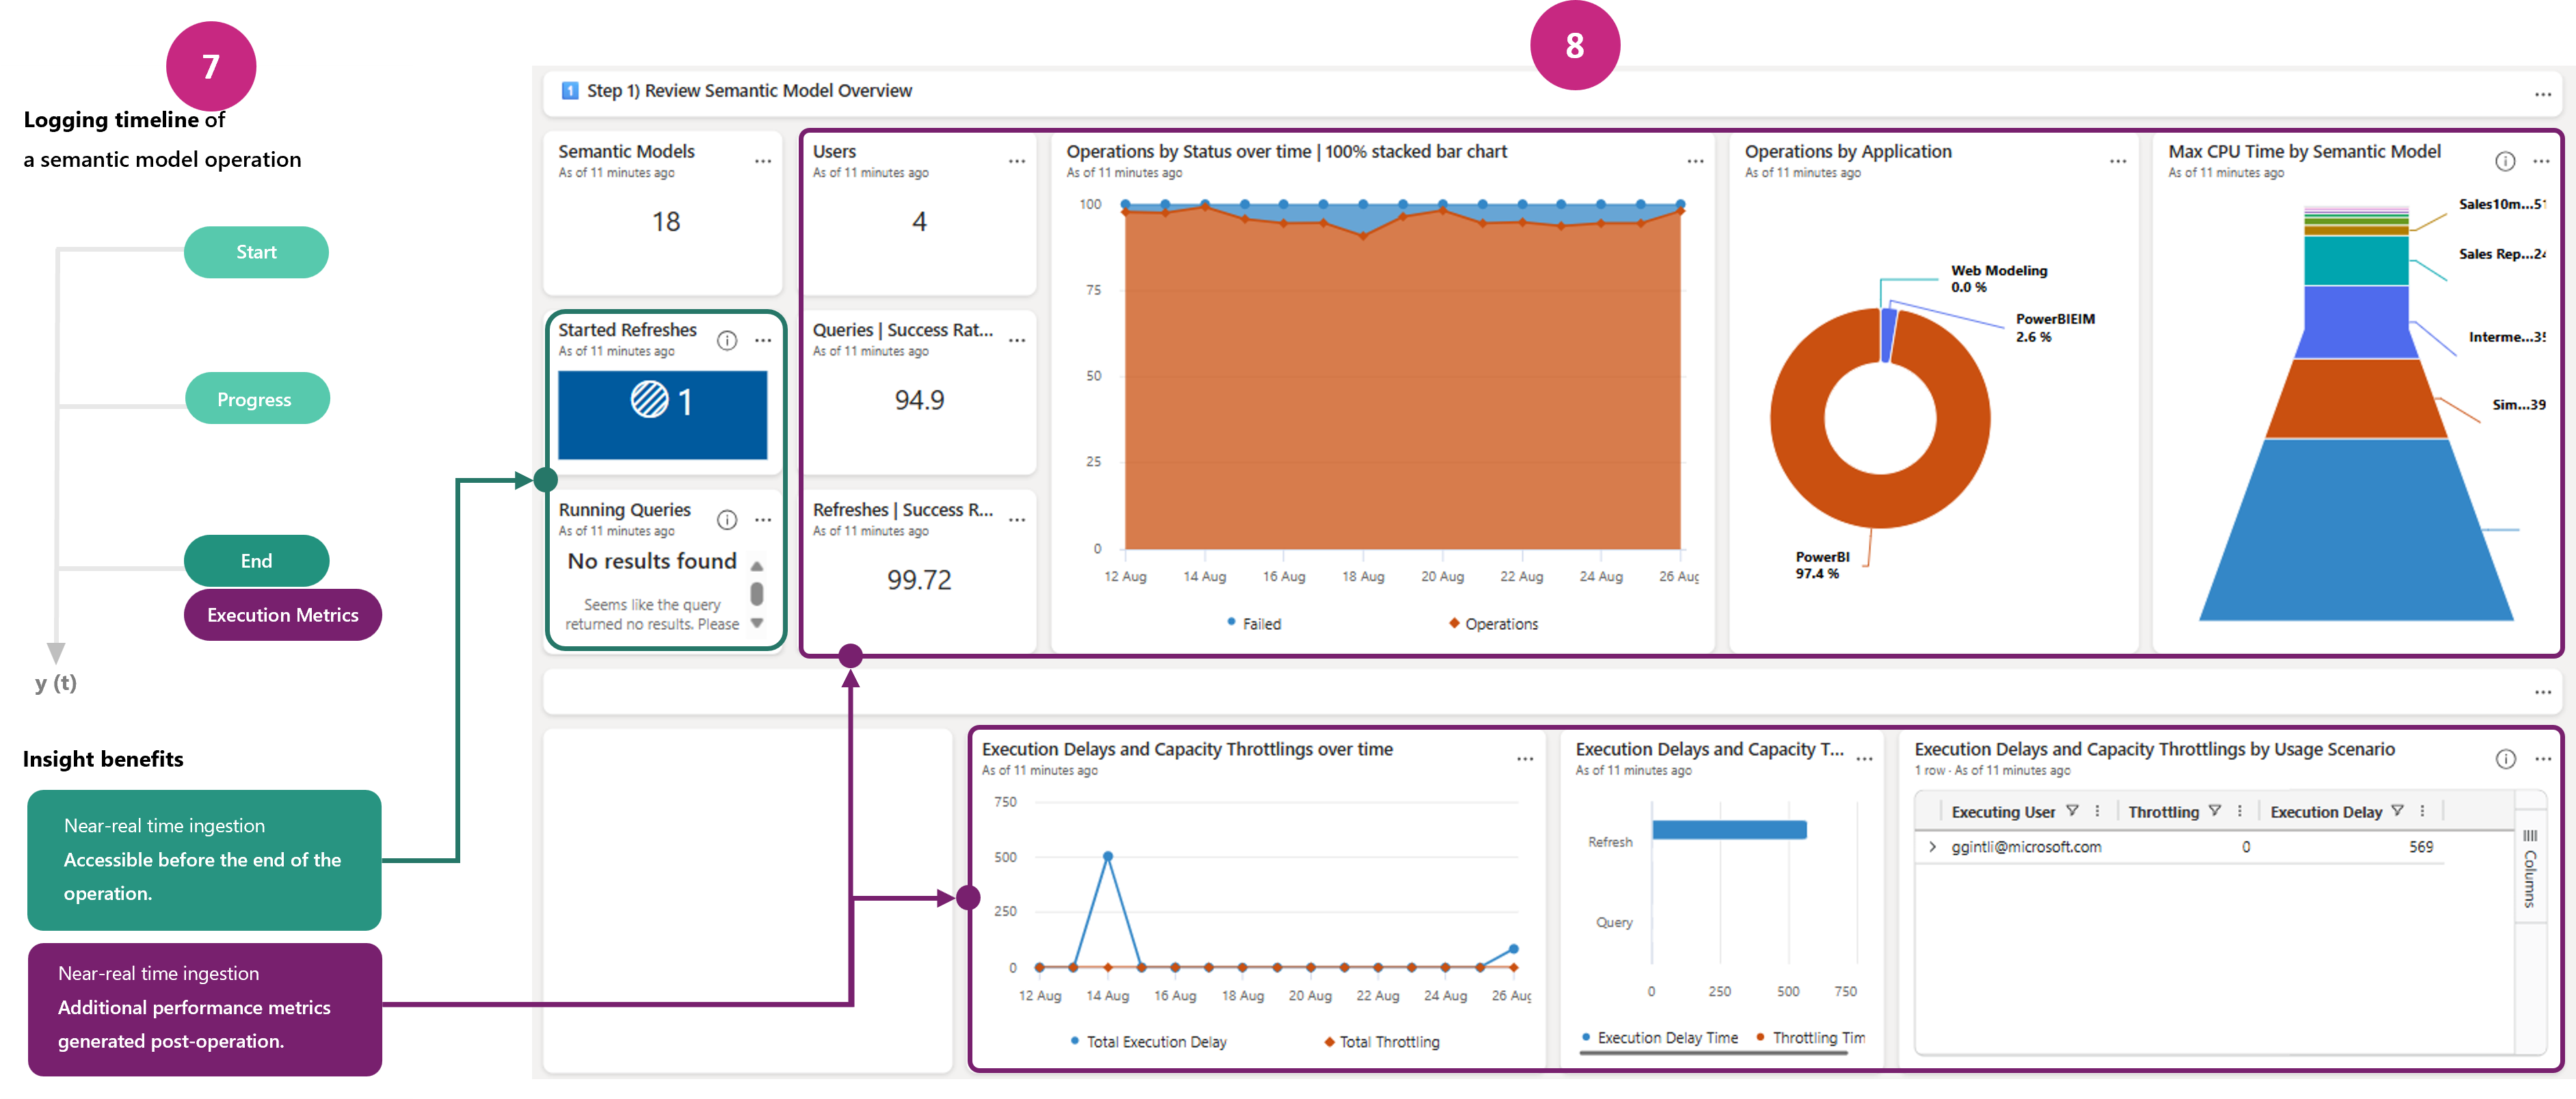 7
Logging timeline of
a semantic model operation
Start
Progress
End
Execution Metrics
y (t)
Insight benefits
Near-real time ingestion
Accessible before the end of the
operation.
Near-real time ingestion
Additional performance metrics
generated post-operation.
8
1 Step 1) Review Semantic Model Overview
Semantic Models
As of 11 minutes ago
18
Started Refreshes
As of 11 minutes ago
1
Running Queries
As of 11 minutes ago
No results found
Seems like the query
returned no results. Please
Users
As of 11 minutes ago
4
Queries | Success Rat...
As of 11 minutes ago
94.9
Refreshes | Success R...
As of 11 minutes ago
99.72
Operations by Status over time | 100% stacked bar chart
As of 11 minutes ago
100
75
50
25
0
12 Aug 14 Aug 16 Aug 18 Aug 20 Aug 22 Aug 24 Aug 26 Aug
Failed Operations
Operations by Application
As of 11 minutes ago
Web Modeling
0.0 %
PowerBIEIM
2.6 %
PowerBI
97.4 %
Max CPU Time by Semantic Model
As of 11 minutes ago
Sales10m...51
Sales Rep...24
Interme...35
Sim...39
Execution Delays and Capacity Throttlings over time
As of 11 minutes ago
750
500
250
0
12 Aug 14 Aug 16 Aug 18 Aug 20 Aug 22 Aug 24 Aug 26 Aug
Total Execution Delay Total Throttling
Execution Delays and Capacity T...
As of 11 minutes ago
Refresh
Query
0 250 500 750
Execution Delay Time Throttling Tim
Execution Delays and Capacity Throttlings by Usage Scenario
1 row · As of 11 minutes ago
Executing User Throttling Execution Delay
ggintli@microsoft.com 0 569
Columns